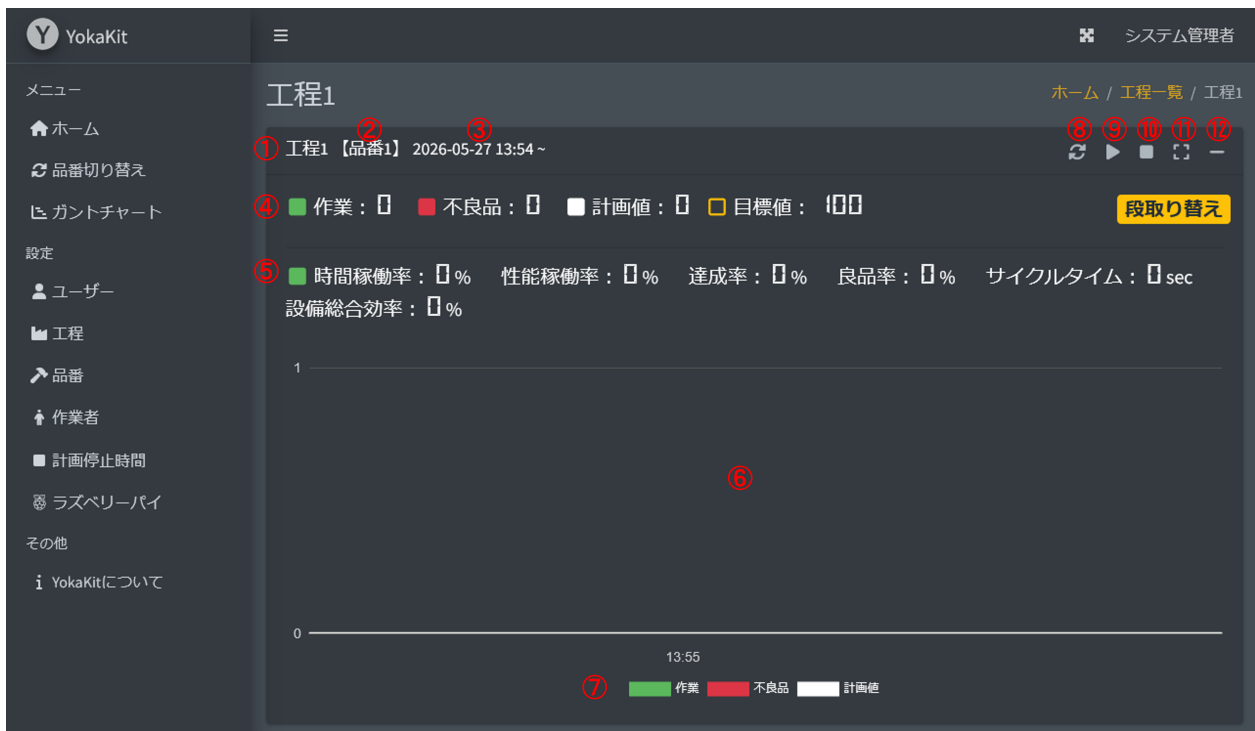 Y YokaKit
システム管理者
メニュー
ホーム
品番切り替え
ガントチャート
設定
ユーザー
工程
品番
作業者
計画停止時間
ラズベリーパイ
その他
YokaKitについて
工程1
ホーム / 工程一覧 / 工程1
② ③ ⑧ ⑨ ⑩ ⑪ ⑫
① 工程1 【品番1】 2026-05-27 13:54 ~
④ 作業： 0 不良品： 0 計画値： 0 目標値： 100 段取り替え
⑤ 時間稼働率： 0 % 性能稼働率： 0 % 達成率： 0 % 良品率： 0 % サイクルタイム： 0 sec
設備総合効率： 0 %
1
⑥
0
13:55
⑦ 作業 不良品 計画値